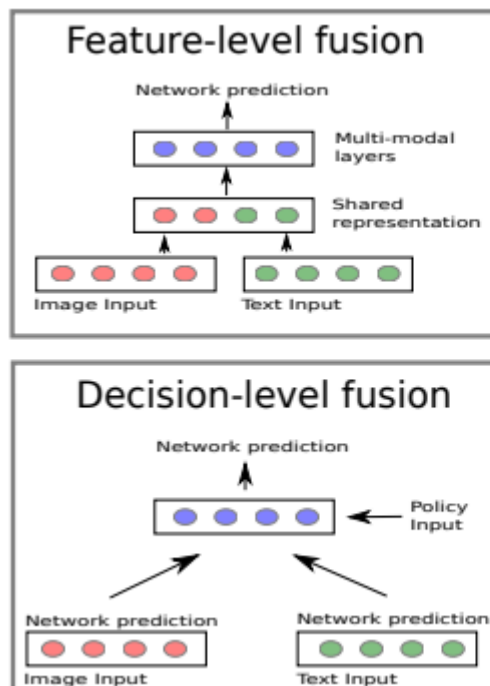 Feature-level fusion
Network prediction
Multi-modal
layers
Shared
representation
Image Input
Text Input
Decision-level fusion
Network prediction
Policy
Input
Network prediction
Network prediction
Image Input
Text Input